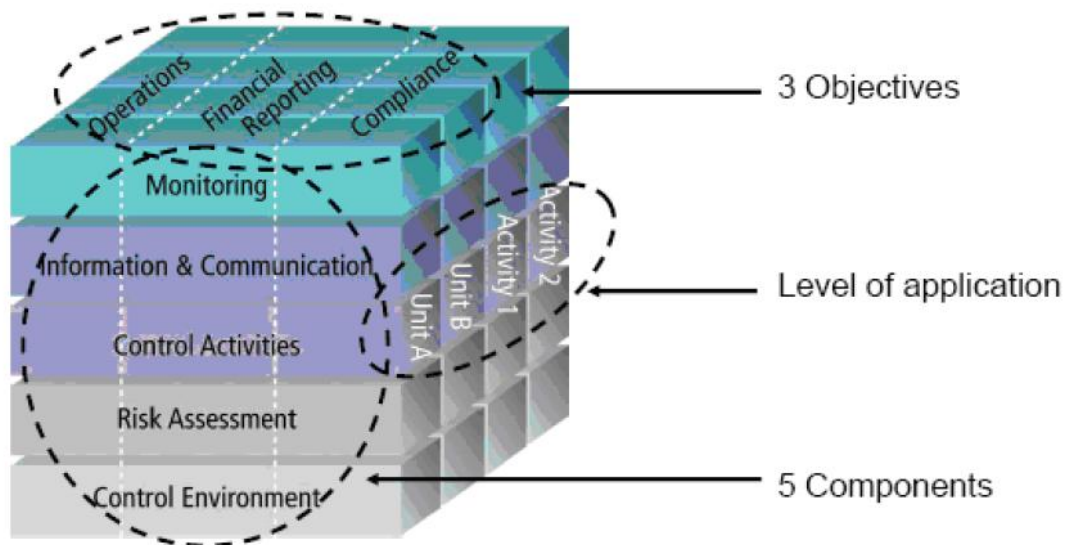 Operations
Financial
Reporting
Compliance
3 Objectives
Monitoring
Information & Communication
Control Activities
Risk Assessment
Control Environment
Unit A
Unit B
Activity 1
Activity 2
Level of application
5 Components